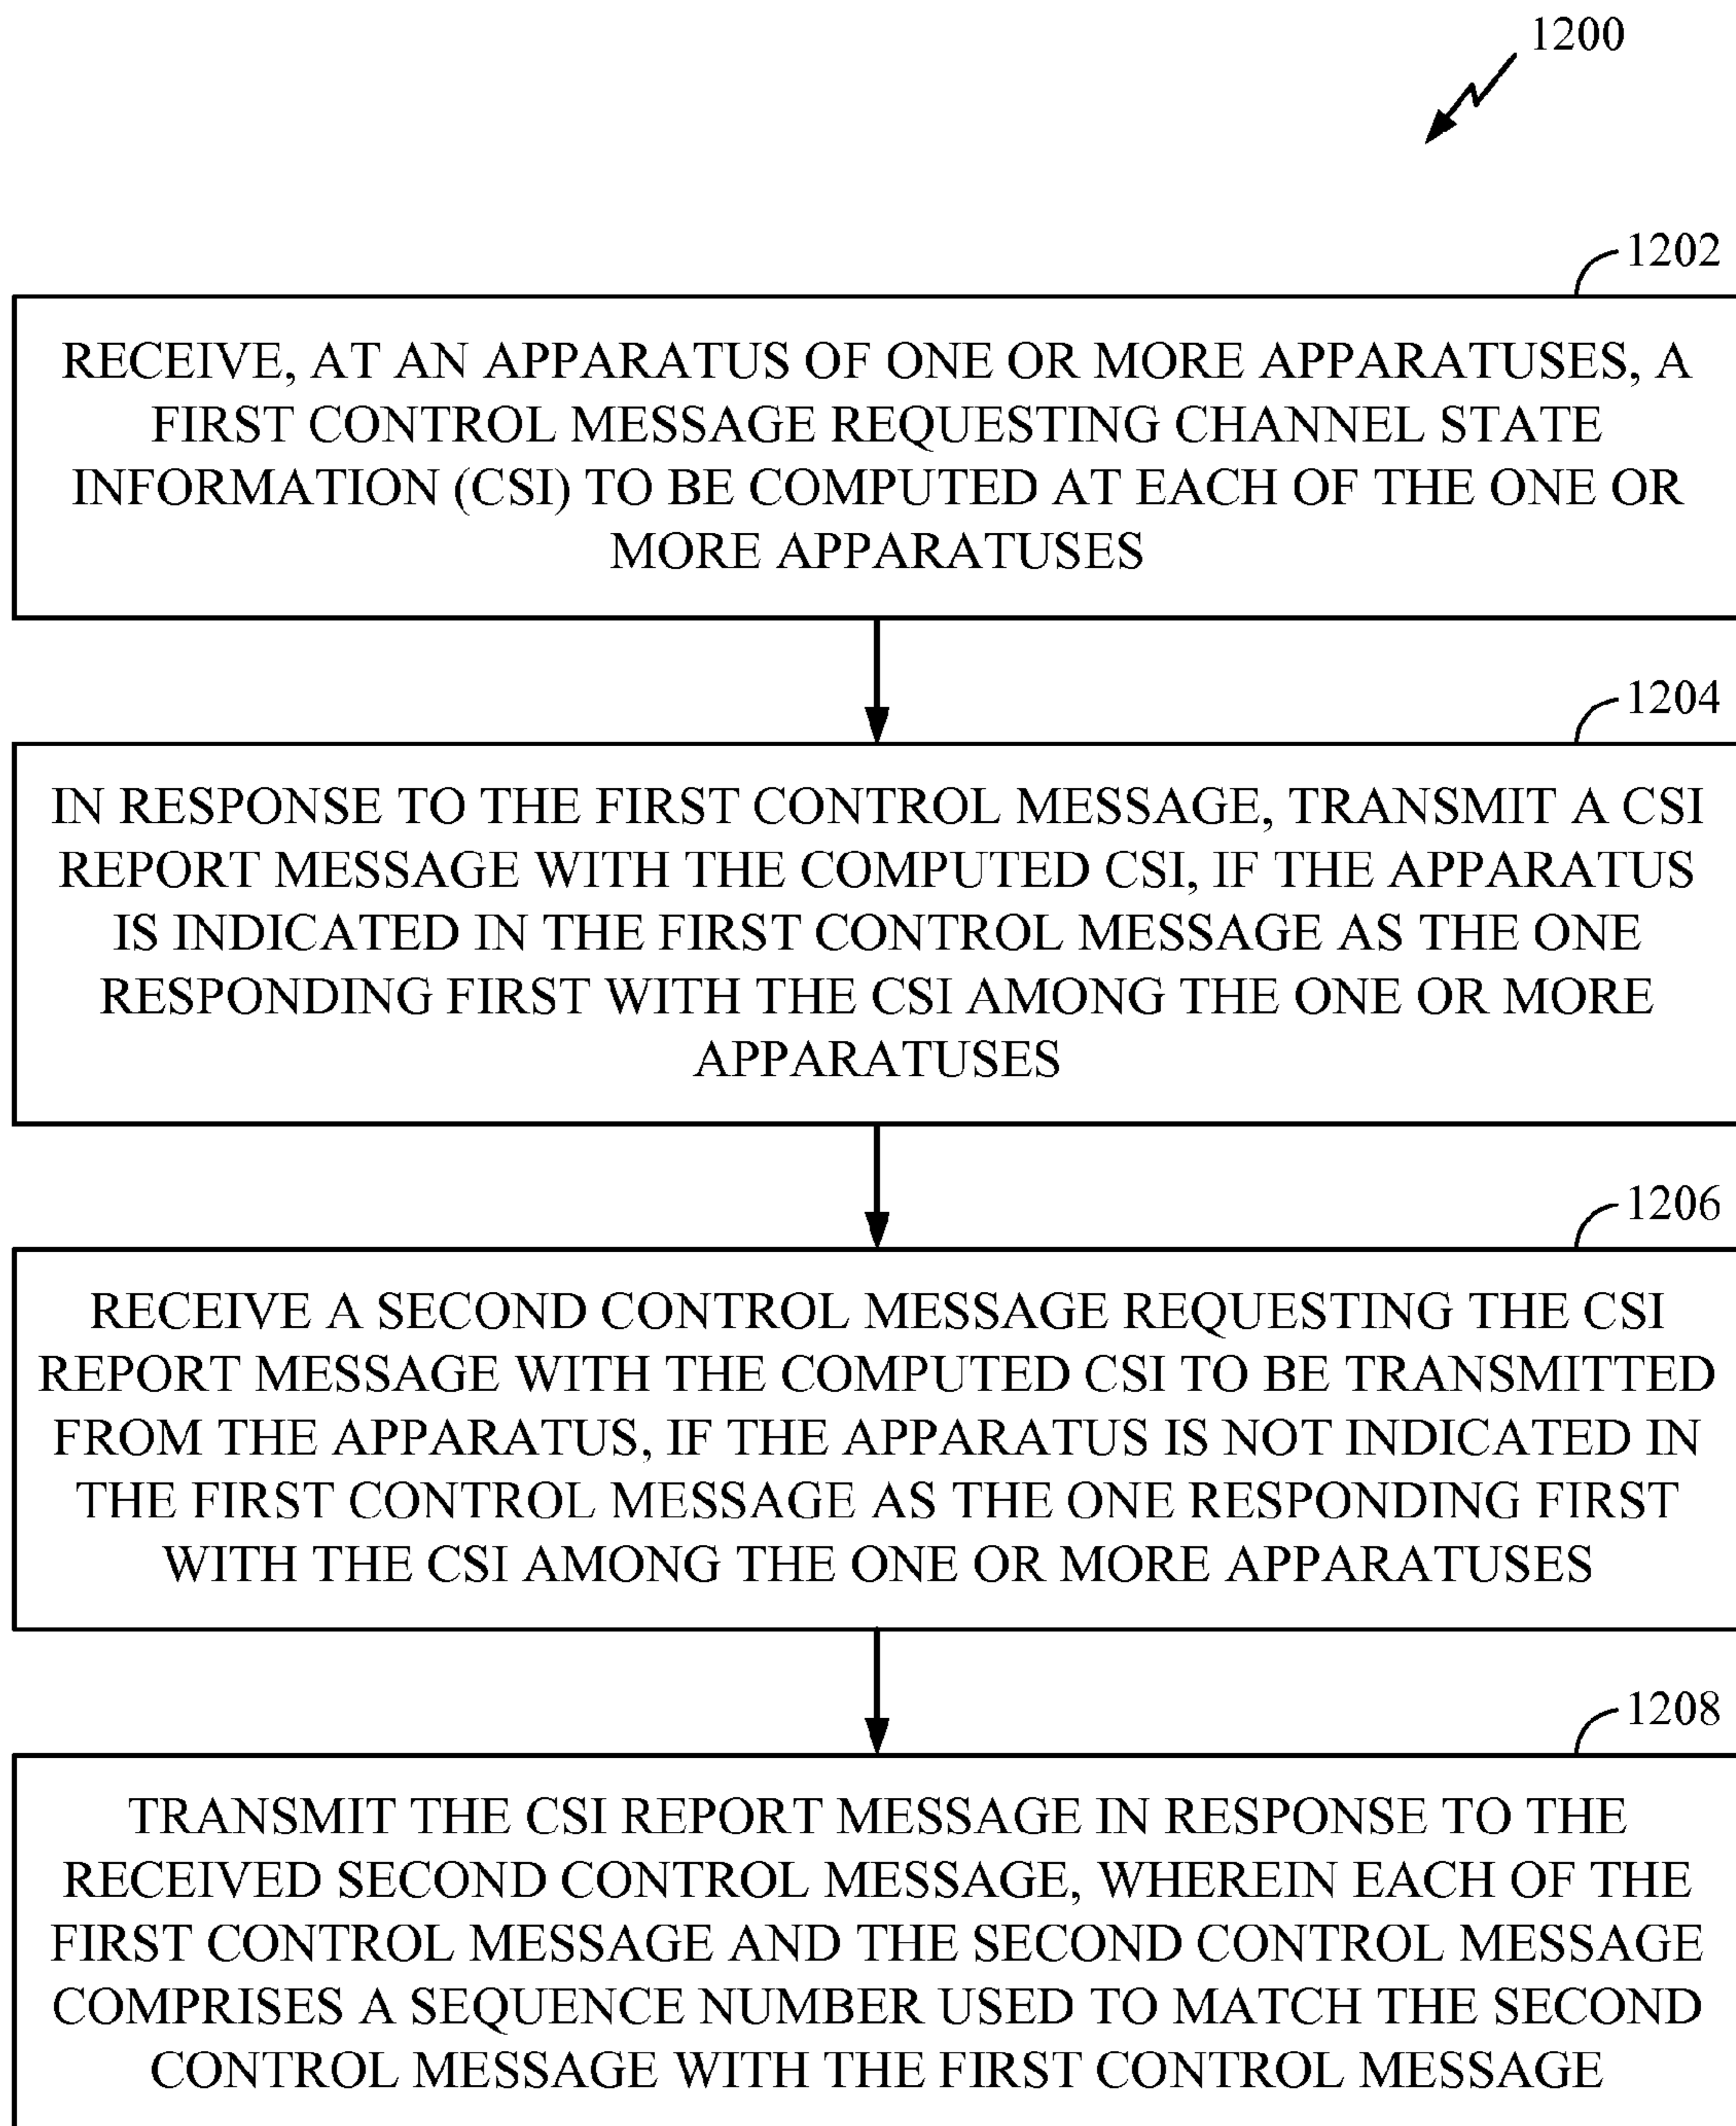 1200
1202
RECEIVE, AT AN APPARATUS OF ONE OR MORE APPARATUSES, A
FIRST CONTROL MESSAGE REQUESTING CHANNEL STATE
INFORMATION (CSI) TO BE COMPUTED AT EACH OF THE ONE OR
MORE APPARATUSES
1204
IN RESPONSE TO THE FIRST CONTROL MESSAGE, TRANSMIT A CSI
REPORT MESSAGE WITH THE COMPUTED CSI, IF THE APPARATUS
IS INDICATED IN THE FIRST CONTROL MESSAGE AS THE ONE
RESPONDING FIRST WITH THE CSI AMONG THE ONE OR MORE
APPARATUSES
1206
RECEIVE A SECOND CONTROL MESSAGE REQUESTING THE CSI
REPORT MESSAGE WITH THE COMPUTED CSI TO BE TRANSMITTED
FROM THE APPARATUS, IF THE APPARATUS IS NOT INDICATED IN
THE FIRST CONTROL MESSAGE AS THE ONE RESPONDING FIRST
WITH THE CSI AMONG THE ONE OR MORE APPARATUSES
1208
TRANSMIT THE CSI REPORT MESSAGE IN RESPONSE TO THE
RECEIVED SECOND CONTROL MESSAGE, WHEREIN EACH OF THE
FIRST CONTROL MESSAGE AND THE SECOND CONTROL MESSAGE
COMPRISES A SEQUENCE NUMBER USED TO MATCH THE SECOND
CONTROL MESSAGE WITH THE FIRST CONTROL MESSAGE